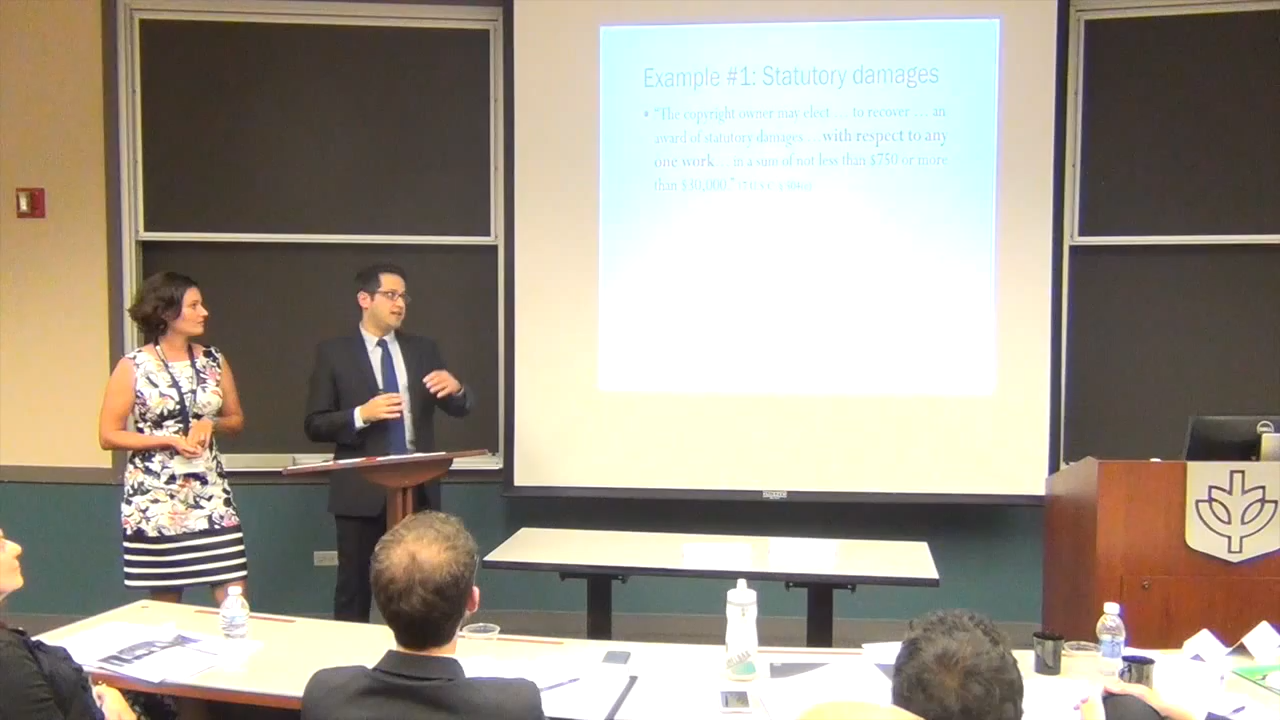 Example #1: Statutory damages
• "The copyright owner may elect … to recover … an
award of statutory damages… with respect to any
one work… in a sum of not less than $750 or more
than $30,000."
DELL